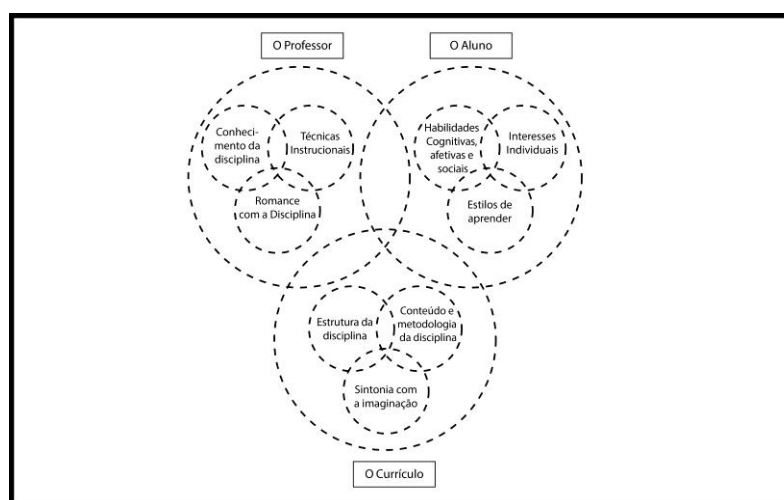 O Professor
O Aluno
Conheci-
mento da
disciplina
Técnicas
Instrucionais
Romance
com a Disciplina
Habilidades
Cognitivas,
afetivas e
sociais
Interesses
Individuais
Estilos de
aprender
Estrutura da
disciplina
Conteúdo e
metodologia
da disciplina
Sintonia com
a imaginação
O Currículo